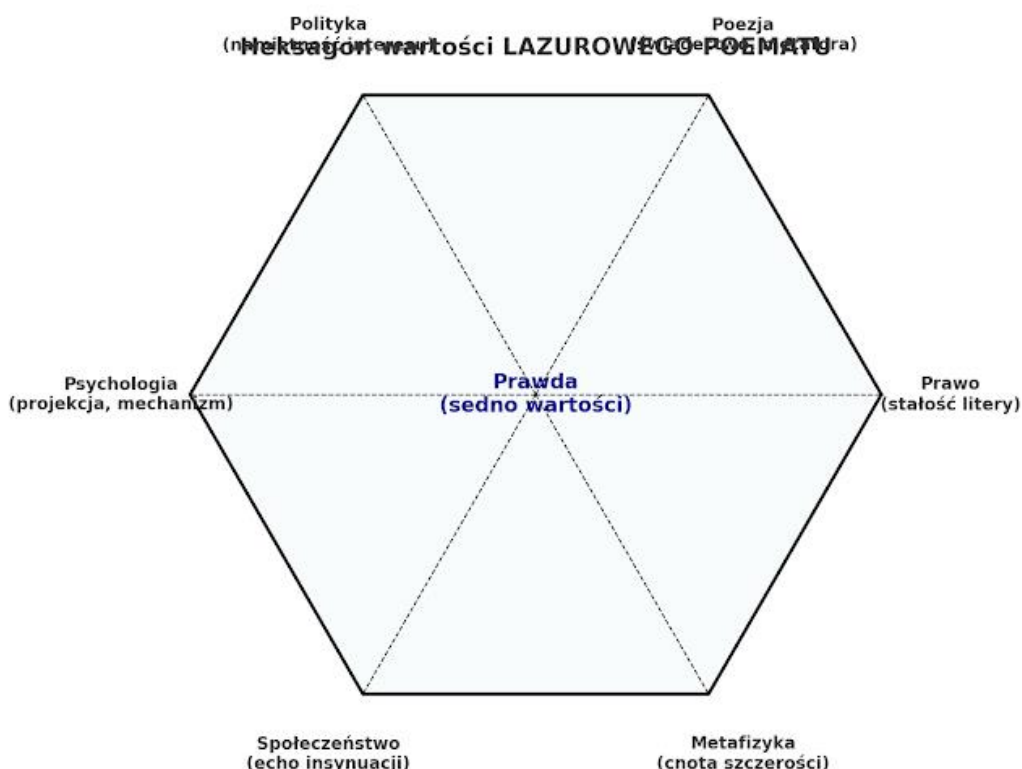 Polityka
Poezja
Heksagon wartości LAZUROWEGO POEMATU
Psychologia
(projekcja, mechanizm)
Prawda
(sedno wartości)
Prawo
(stałość litery)
Społeczeństwo
(echo insynuacji)
Metafizyka
(cnota szczerości)